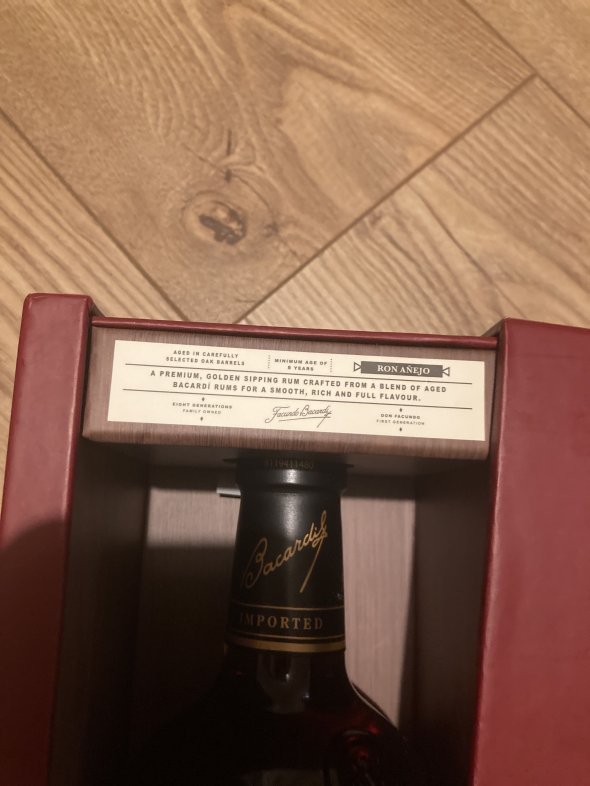 AGED IN CAREFULLY
SELECTED OAK BARRELS
MINIMUM AGE OF
8 YEARS
RON AÑEJO
A PREMIUM, GOLDEN SIPPING RUM CRAFTED FROM A BLEND OF AGED
BACARDÍ RUMS FOR A SMOOTH, RICH AND FULL FLAVOUR.
EIGHT GENERATIONS
FAMILY OWNED
Facundo Bacardí
DON FACUNDO
FIRST GENERATION
Bacardi
IMPORTED